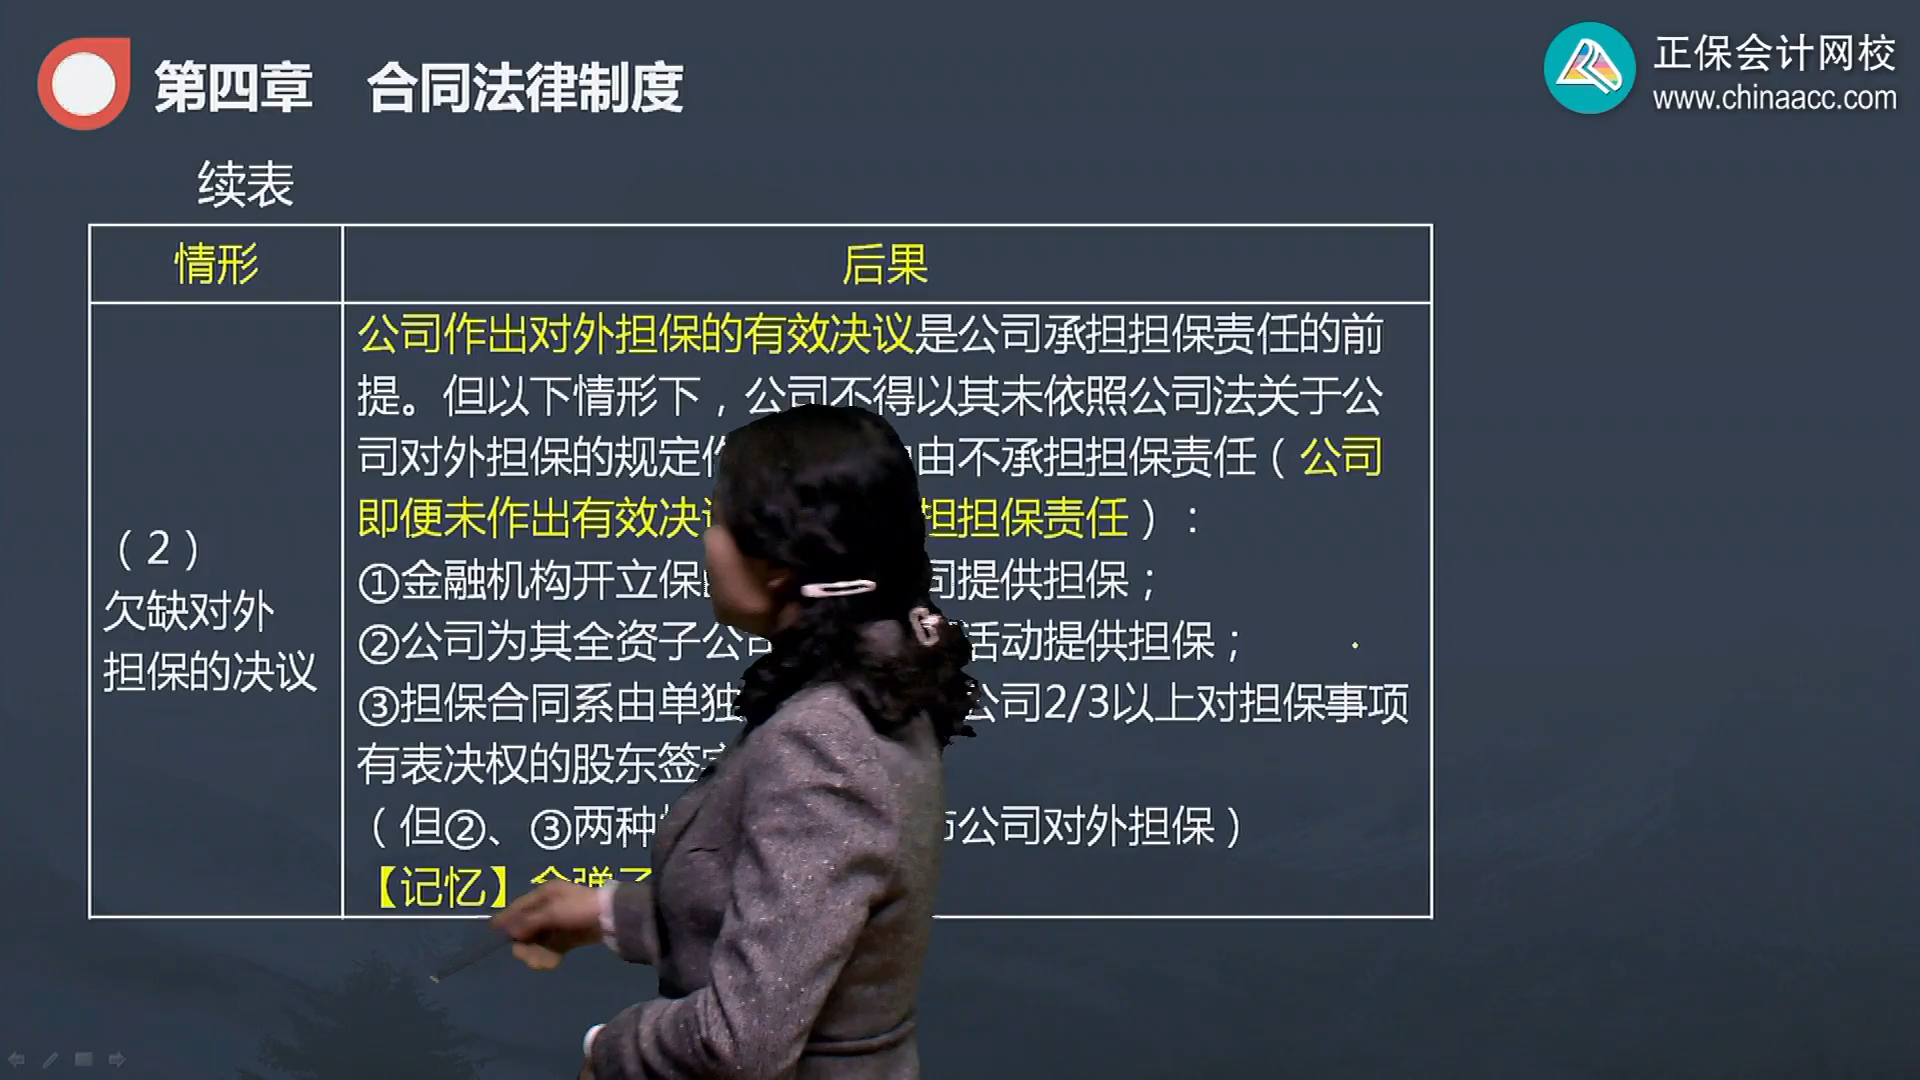 第四章 合同法律制度
正保会计网校
www.chinaacc.com
续表
情形
后果
(2)
欠缺对外
担保的决议
公司作出对外担保的有效决议是公司承担担保责任的前
提。但以下情形下，公司不得以其未依照公司法关于公
司对外担保的规定 由不承担担保责任（公司
即便未作出有效决 担担保责任）：
①金融机构开立保 提供担保；
②公司为其全资子公司 活动提供担保；
③担保合同系由单独 公司2/3以上对担保事项
有表决权的股东签
（但②、③两种 公司对外担保）
【记忆】